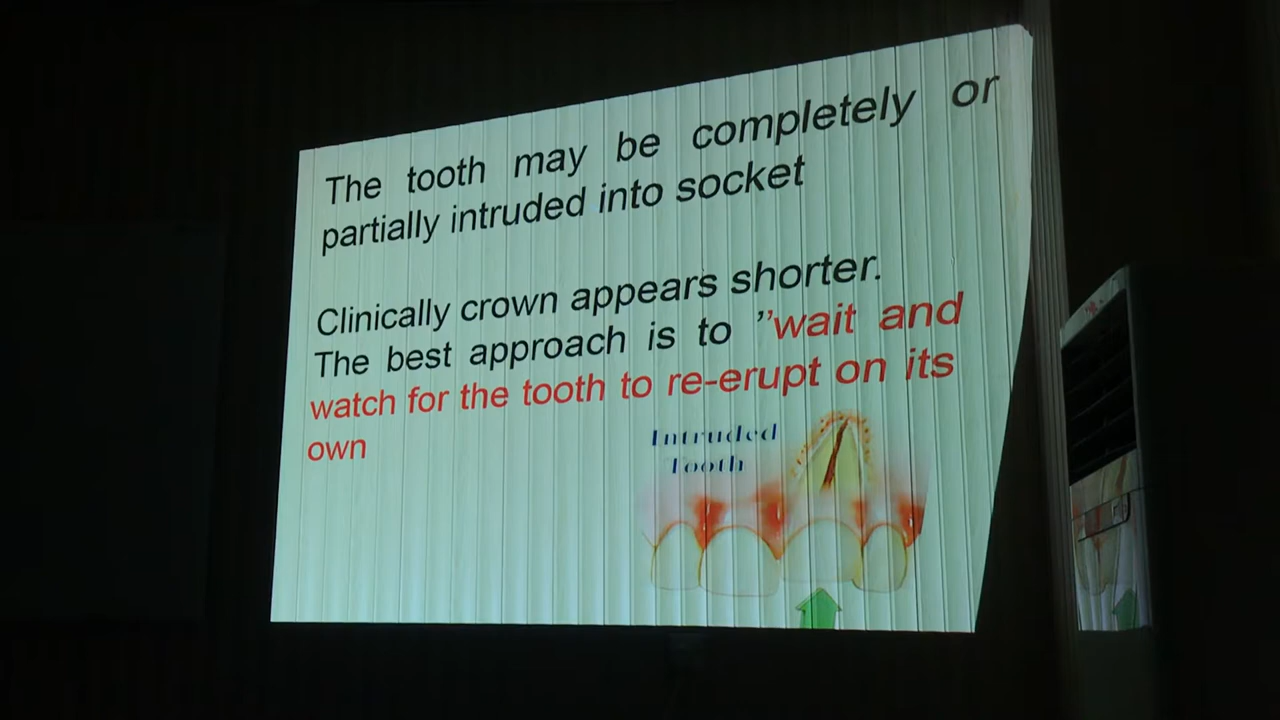 The tooth may be completely or
partially intruded into socket
Clinically crown appears shorter.
The best approach is to ”wait and
watch for the tooth to re-erupt on its
own
Intruded
Tooth